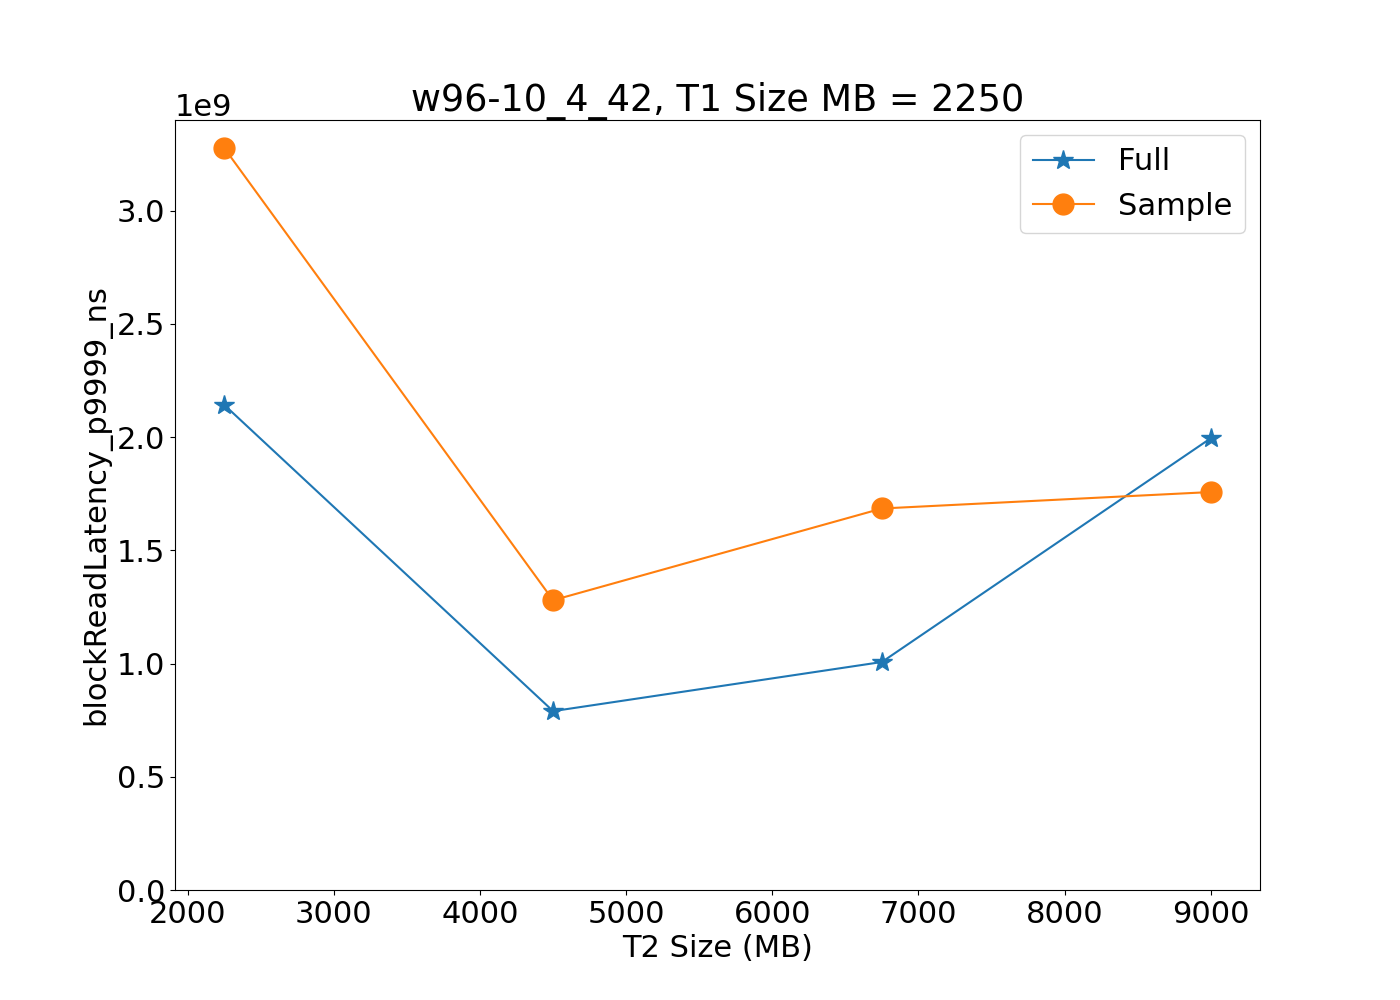 w96-10_4_42, T1 Size MB = 2250
1e9
Full
Sample
3.0
2.5
2.0
1.5
1.0
0.5
0.0
blockReadLatency_p9999_ns
2000 3000 4000 5000 6000 7000 8000 9000
T2 Size (MB)